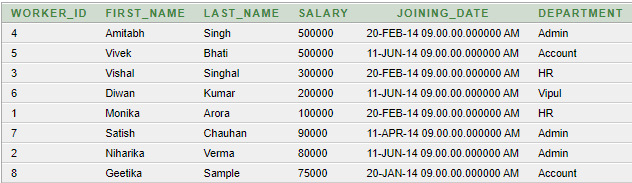 WORKER_ID FIRST_NAME LAST_NAME SALARY JOINING_DATE DEPARTMENT
4 Amitabh Singh 500000 20-FEB-14 09.00.00.000000 AM Admin
5 Vivek Bhati 500000 11-JUN-14 09.00.00.000000 AM Account
3 Vishal Singhal 300000 20-FEB-14 09.00.00.000000 AM HR
6 Diwan Kumar 200000 11-JUN-14 09.00.00.000000 AM Vipul
1 Monika Arora 100000 20-FEB-14 09.00.00.000000 AM HR
7 Satish Chauhan 90000 11-APR-14 09.00.00.000000 AM Admin
2 Niharika Verma 80000 11-JUN-14 09.00.00.000000 AM Admin
8 Geetika Sample 75000 20-JAN-14 09.00.00.000000 AM Account